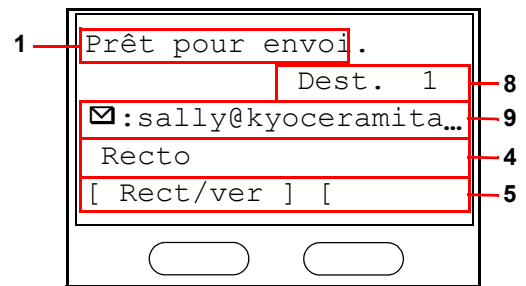 1 Prêt pour envoi.
Dest. 1 8
:sally@kyoceramita… 9
Recto 4
[ Rect/ver ] [ 5